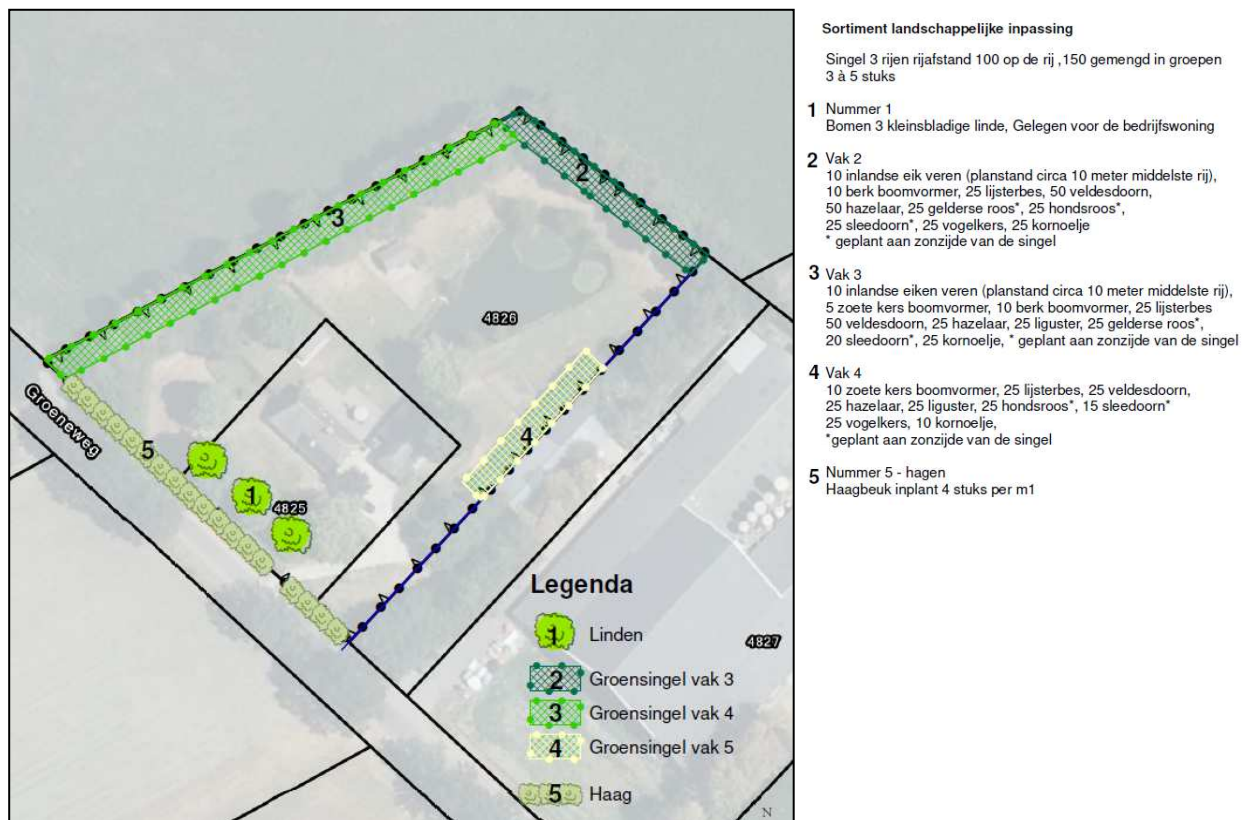 Sortiment landschappelijke inpassing
Singel 3 rijen rijafstand 100 op de rij ,150 gemengd in groepen
3 à 5 stuks
1 Nummer 1
Bomen 3 kleinsbladige linde, Gelegen voor de bedrijfswoning
2 Vak 2
10 inlandse eik veren (planstand circa 10 meter middelste rij),
10 berk boomvormer, 25 lijsterbes, 50 veldesdoorn,
50 hazelaar, 25 gelderse roos*, 25 hondsroos*,
25 sleedoorn*, 25 vogelkers, 25 kornoelje
* geplant aan zonzijde van de singel
3 Vak 3
10 inlandse eiken veren (planstand circa 10 meter middelste rij),
5 zoete kers boomvormer, 10 berk boomvormer, 25 lijsterbes
50 veldesdoorn, 25 hazelaar, 25 liguster, 25 gelderse roos*,
20 sleedoorn*, 25 kornoelje, * geplant aan zonzijde van de singel
4 Vak 4
10 zoete kers boomvormer, 25 lijsterbes, 25 veldesdoorn,
25 hazelaar, 25 liguster, 25 hondsroos*, 15 sleedoorn*
25 vogelkers, 10 kornoelje,
*geplant aan zonzijde van de singel
5 Nummer 5 - hagen
Haagbeuk inplant 4 stuks per m1
2
3
4826
Groeneweg
5
4
1
4825
4827
Legenda
1 Linden
2 Groensingel vak 3
3 Groensingel vak 4
4 Groensingel vak 5
5 Haag
N